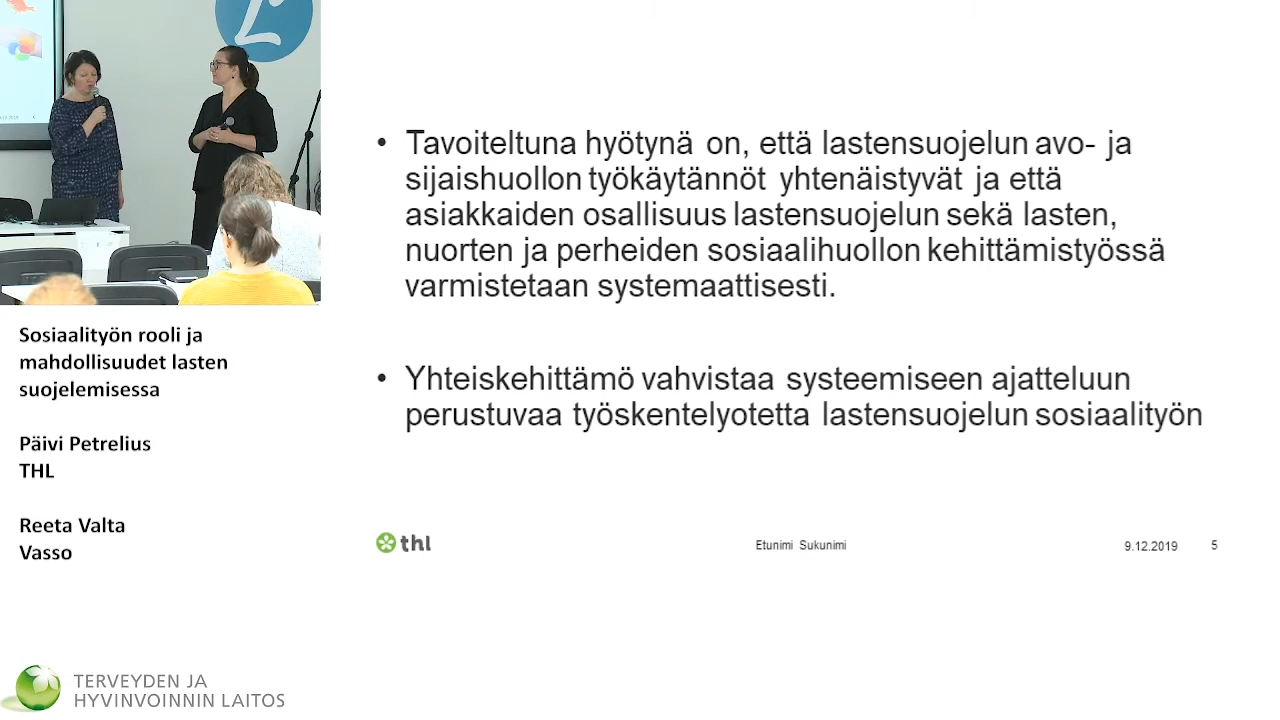 Tavoiteltuna hyötynä on, että lastensuojelun avo- ja
sijaishuollon työkäytännöt yhtenäistyvät ja että
asiakkaiden osallisuus lastensuojelun sekä lasten,
nuorten ja perheiden sosiaalihuollon kehittämistyössä
varmistetaan systemaattisesti.
Yhteiskehittämö vahvistaa systeemiseen ajatteluun
perustuvaa työskentelyotetta lastensuojelun sosiaalityön
thl
Etunimi Sukunimi
9.12.2019
5
Sosiaalityön rooli ja
mahdollisuudet lasten
suojelemisessa
Päivi Petrelius
THL
Reeta Valta
Vasso
TERVEYDEN JA
HYVINVOINNIN LAITOS